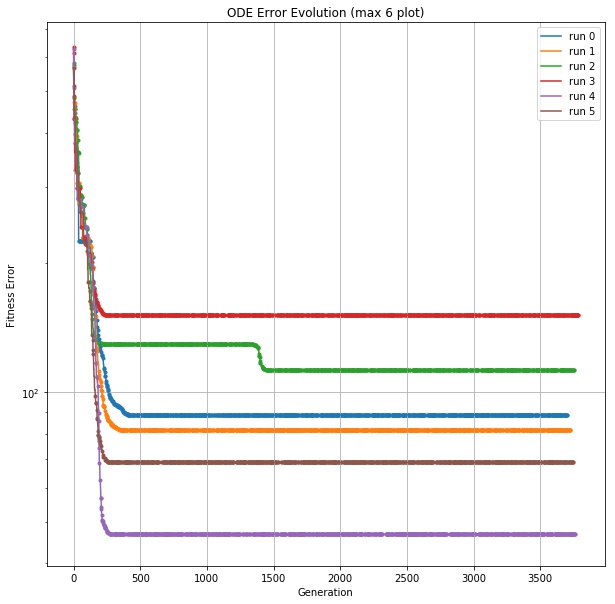 ODE Error Evolution (max 6 plot)
run 0
run 1
run 2
run 3
run 4
run 5
Fitness Error
10²
0 500 1000 1500 2000 2500 3000 3500
Generation